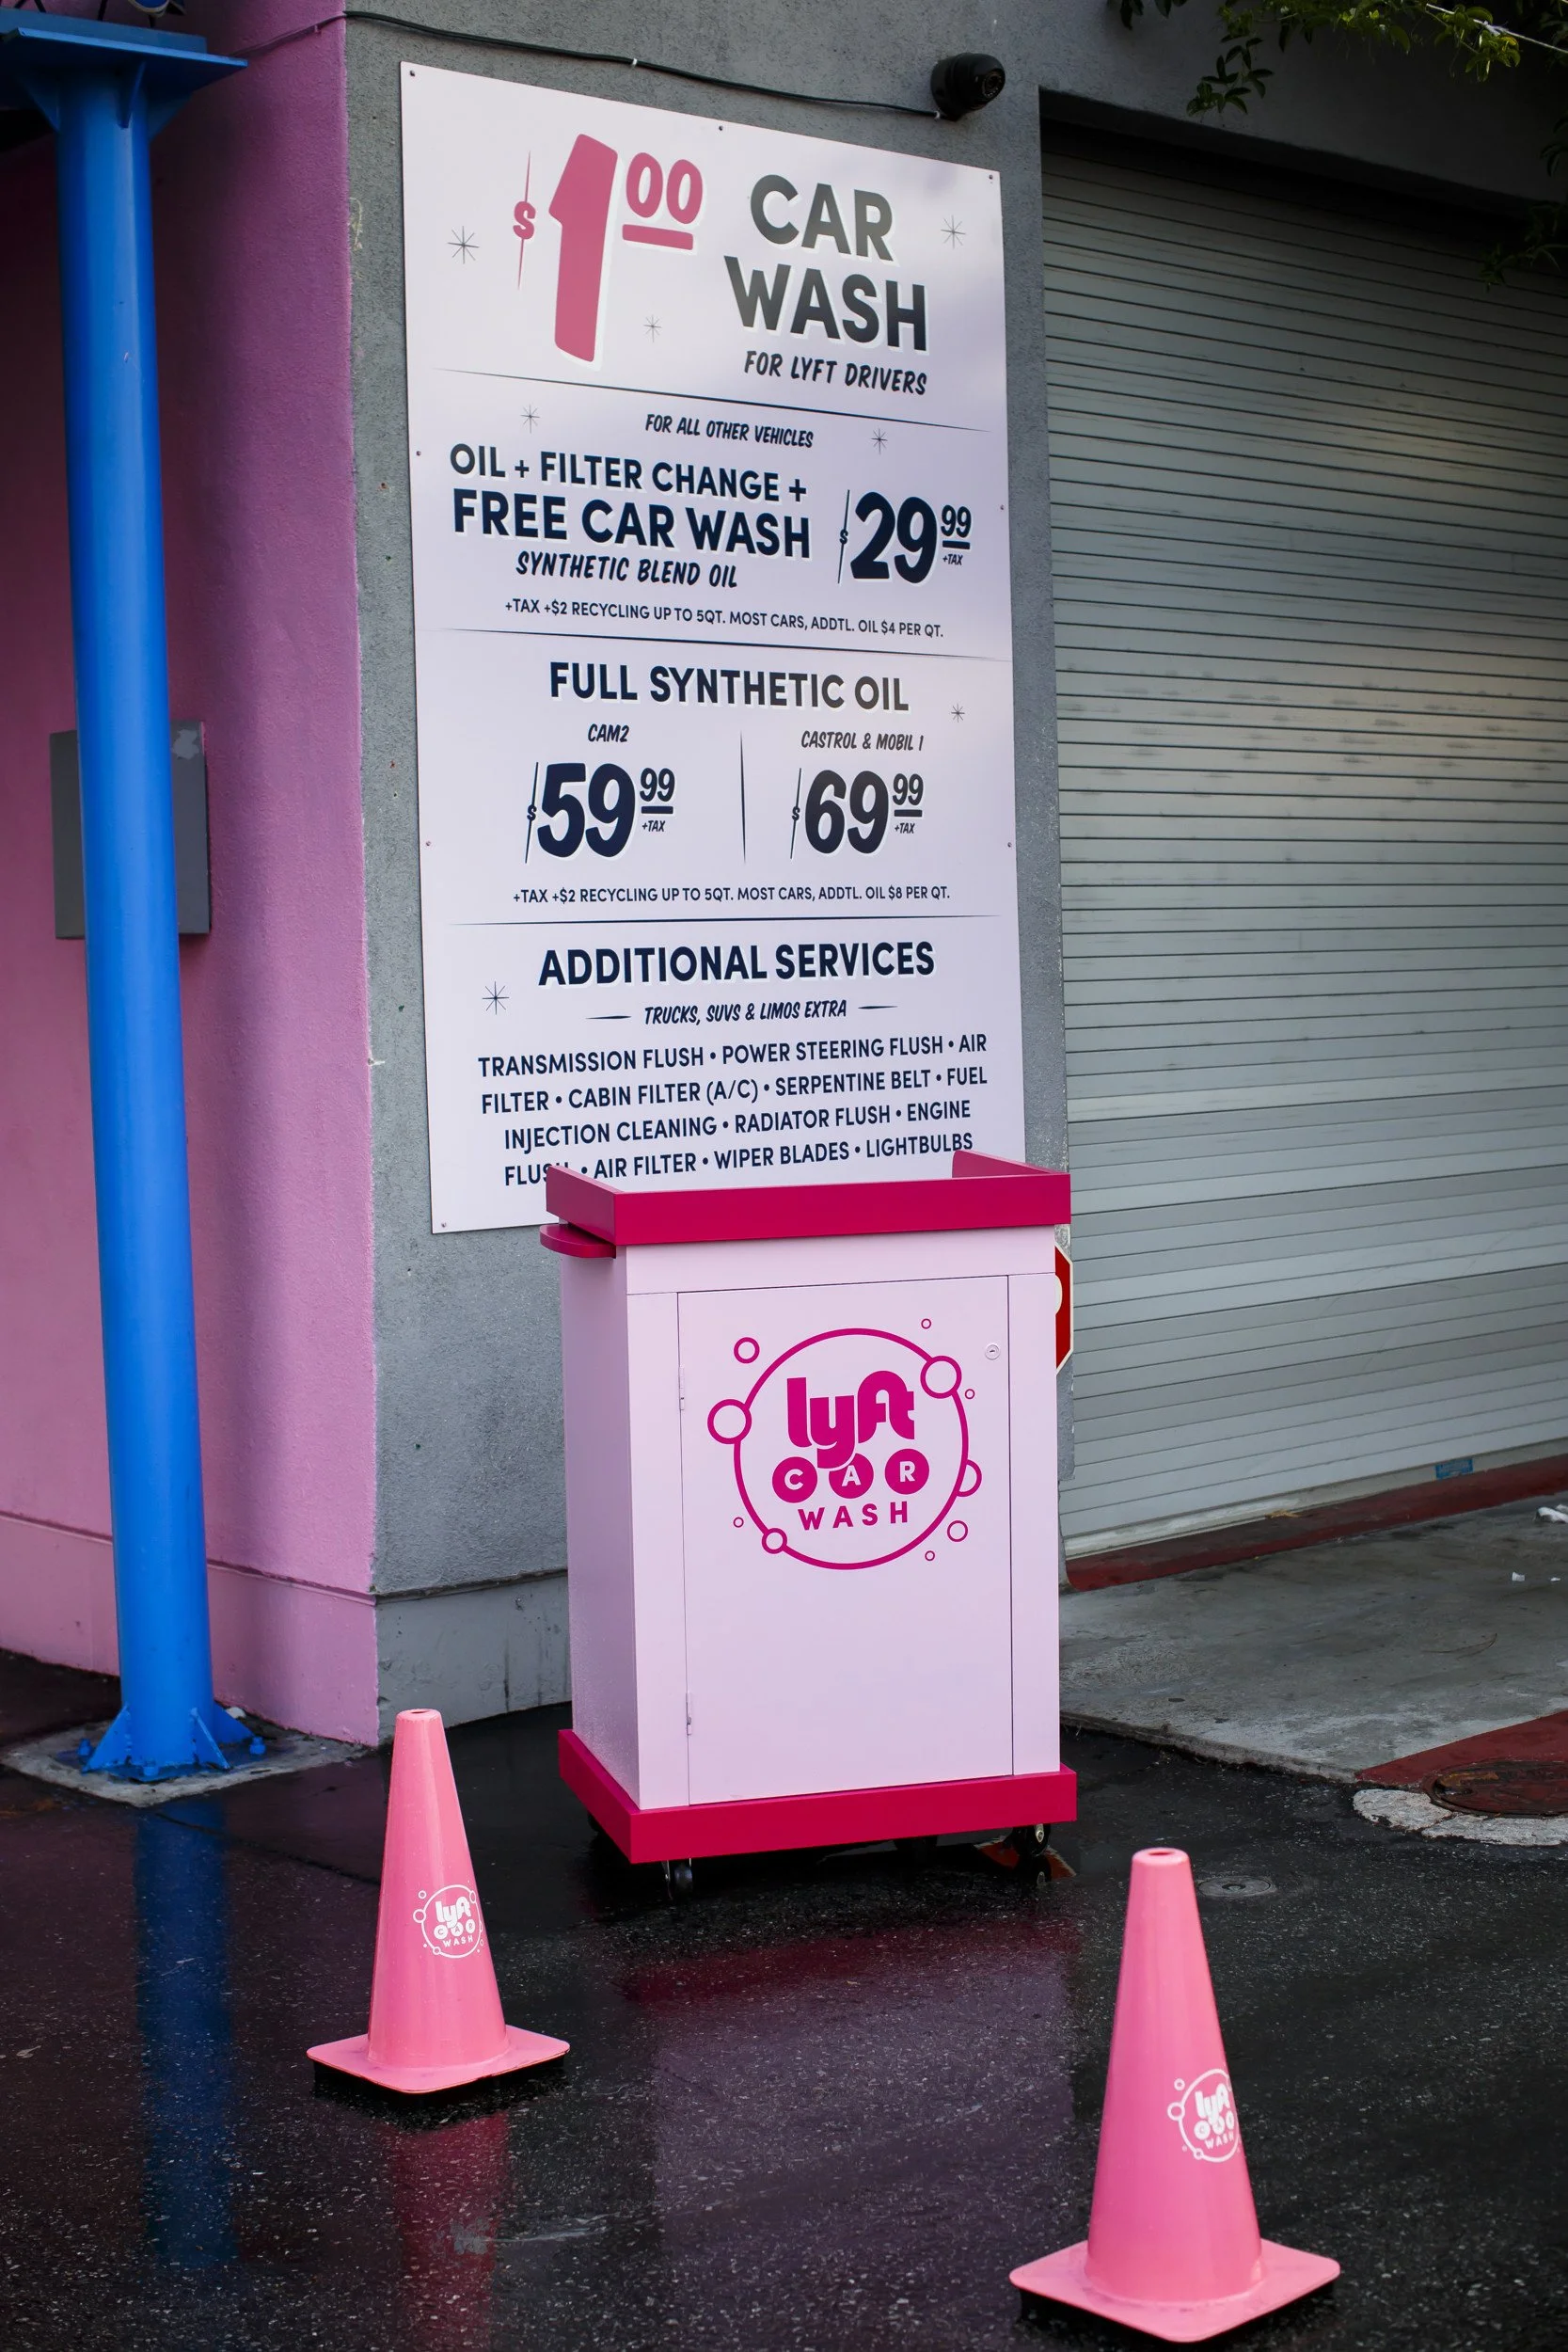 $1.00
CAR
WASH
FOR LYFT DRIVERS
FOR ALL OTHER VEHICLES
OIL + FILTER CHANGE +
FREE CAR WASH
SYNTHETIC BLEND OIL
$29.99
+TAX
+TAX +$2 RECYCLING UP TO 5QT. MOST CARS, ADDTL. OIL $4 PER QT.
FULL SYNTHETIC OIL
CAM2
$59.99
+TAX
CASTROL & MOBIL 1
$69.99
+TAX
+TAX +$2 RECYCLING UP TO 5QT. MOST CARS, ADDTL. OIL $8 PER QT.
ADDITIONAL SERVICES
TRUCKS, SUVS & LIMOS EXTRA
TRANSMISSION FLUSH • POWER STEERING FLUSH • AIR
FILTER • CABIN FILTER (A/C) • SERPENTINE BELT • FUEL
INJECTION CLEANING • RADIATOR FLUSH • ENGINE
FLUSH • AIR FILTER • WIPER BLADES • LIGHTBULBS
lyft
CAR
WASH
lyft
CAR
WASH
lyft
CAR
WASH